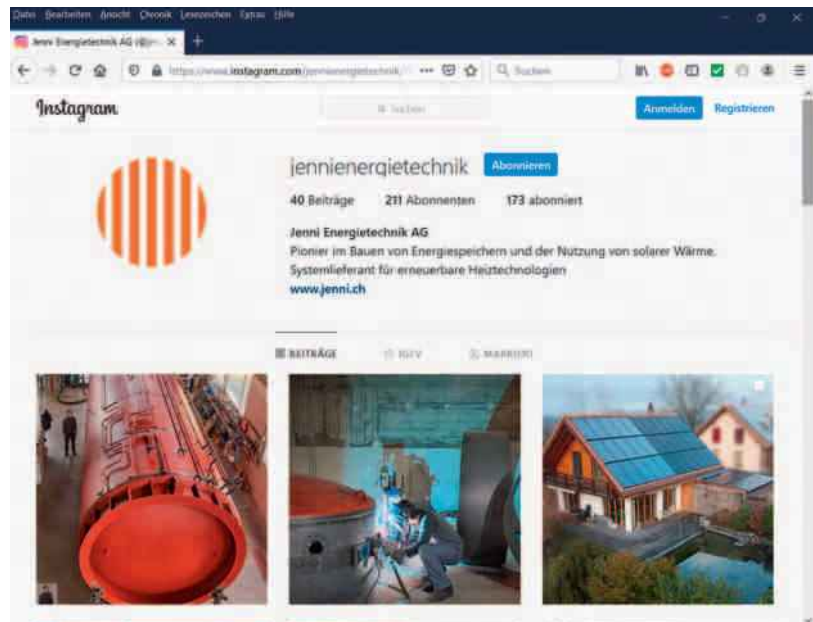 Datei Bearbeiten Ansicht Chronik Lesezeichen Extras Hilfe
Jenni Energietechnik AG
https://www.instagram.com/jennienergietechnik/
Suchen
Instagram
Suchen
Anmelden
Registrieren
jennienergietechnik
Abonnieren
40 Beiträge 211 Abonnenten 173 abonniert
Jenni Energietechnik AG
Pionier im Bauen von Energiespeichern und der Nutzung von solarer Wärme.
Systemlieferant für erneuerbare Heiztechnologien
www.jenni.ch
BEITRÄGE IGTV MARKIERT